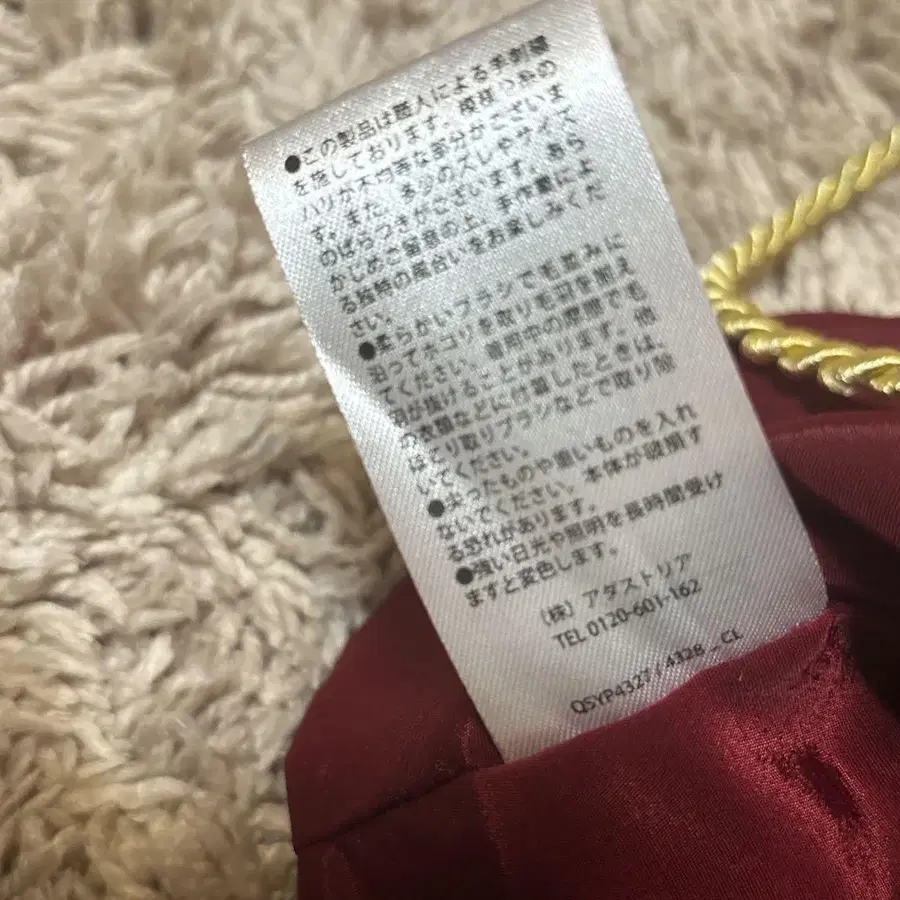 ●この製品は職人による手刺繍
を施しております。模様つ糸の
ハリが不均等な部分がございま
す。また、多少のズレやサイズ
のばらつきがございます。あら
かじめご留意の上、手作業によ
る独特の風合いをお楽しみくだ
さい。
●柔らかいブラシで毛並みに
沿ってホコリを取り毛羽を整え
てください。着用中の摩擦で毛
羽が抜けることがあります。他
の衣類などに付着したときは、
ほこり取りブラシなどで取り除
いてください。
●尖ったものや重いものを入れ
ないでください。本体が破損す
る恐れがあります。
●強い日光や照明を長時間受け
ますと変色します。
(株) アダストリア
TEL 0120-601-162
QSYP4327 / 4328 _ CL